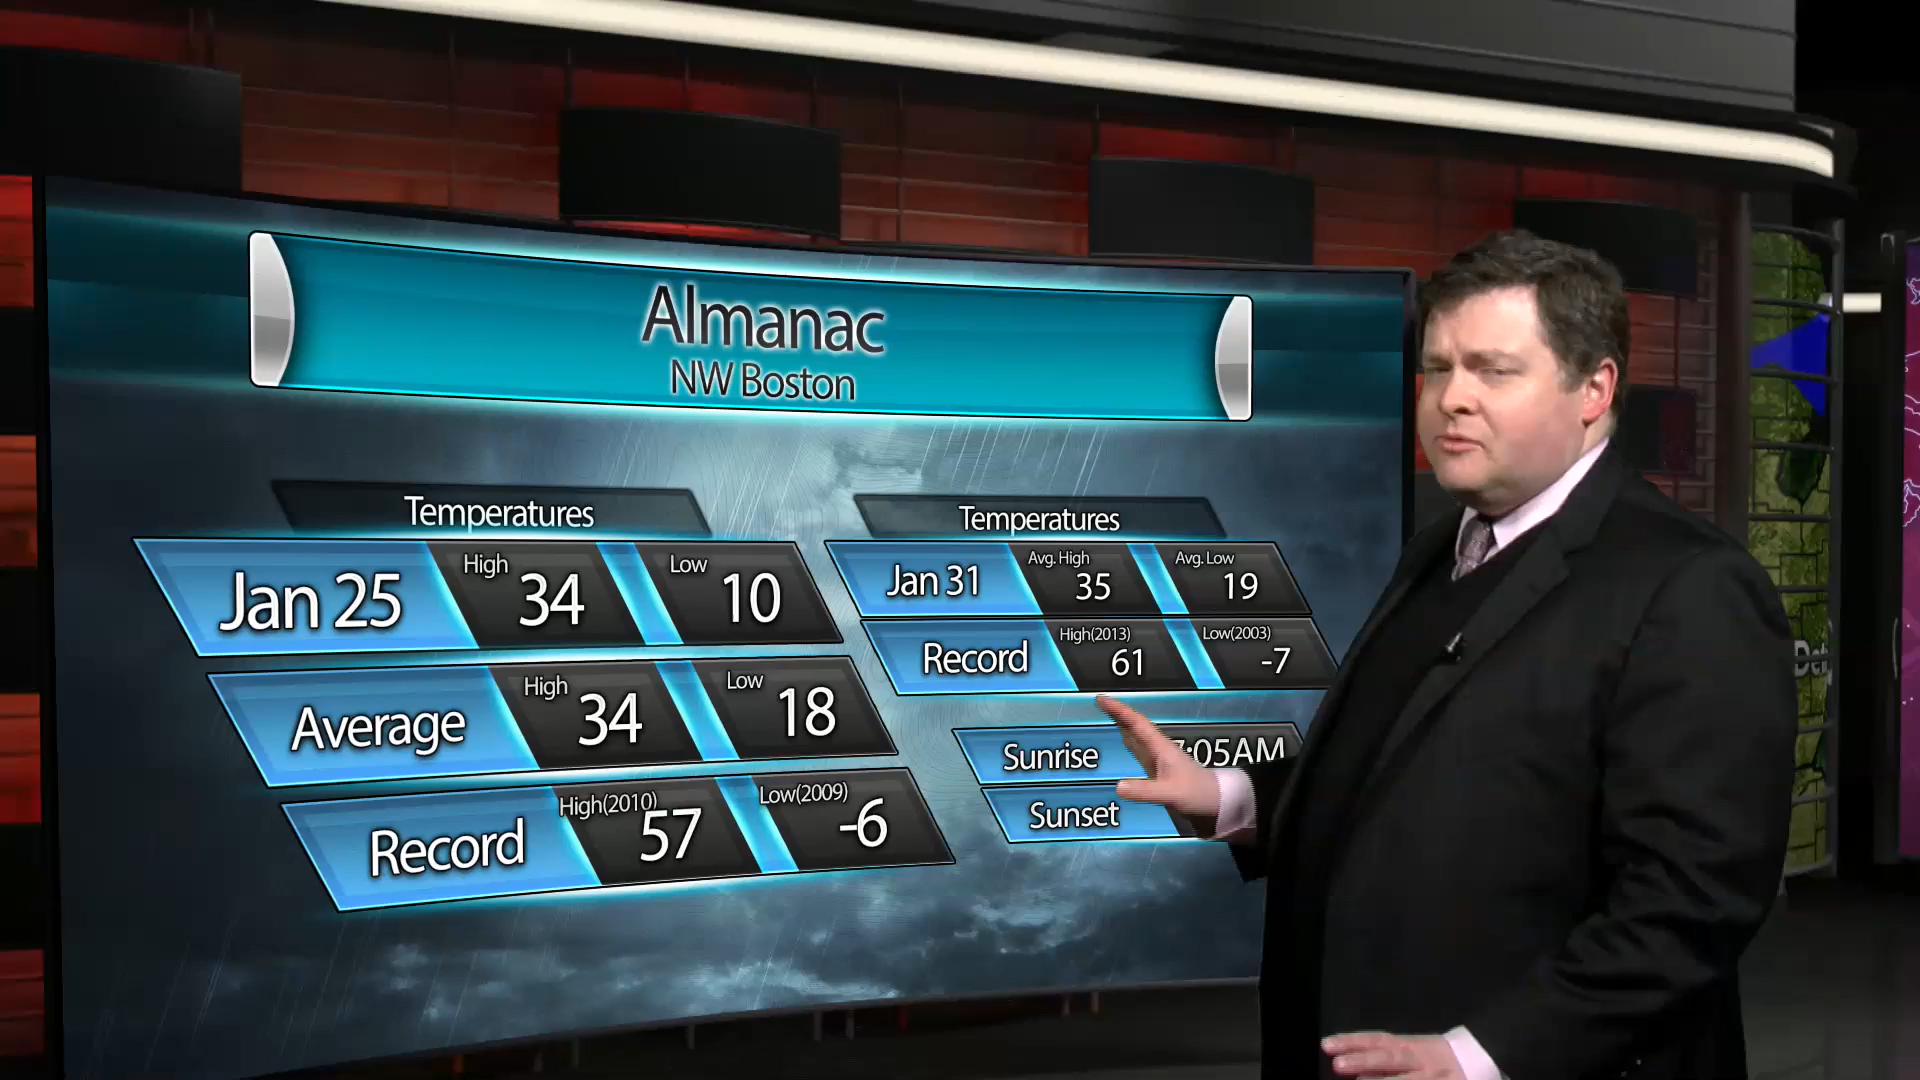 Almanac
NW Boston
Temperatures
Jan 25 High 34 Low 10
Average High 34 Low 18
Record High(2010) 57 Low(2009) -6
Temperatures
Jan 31 Avg. High 35 Avg. Low 19
Record High(2013) 61 Low(2003) -7
Sunrise :05AM
Sunset